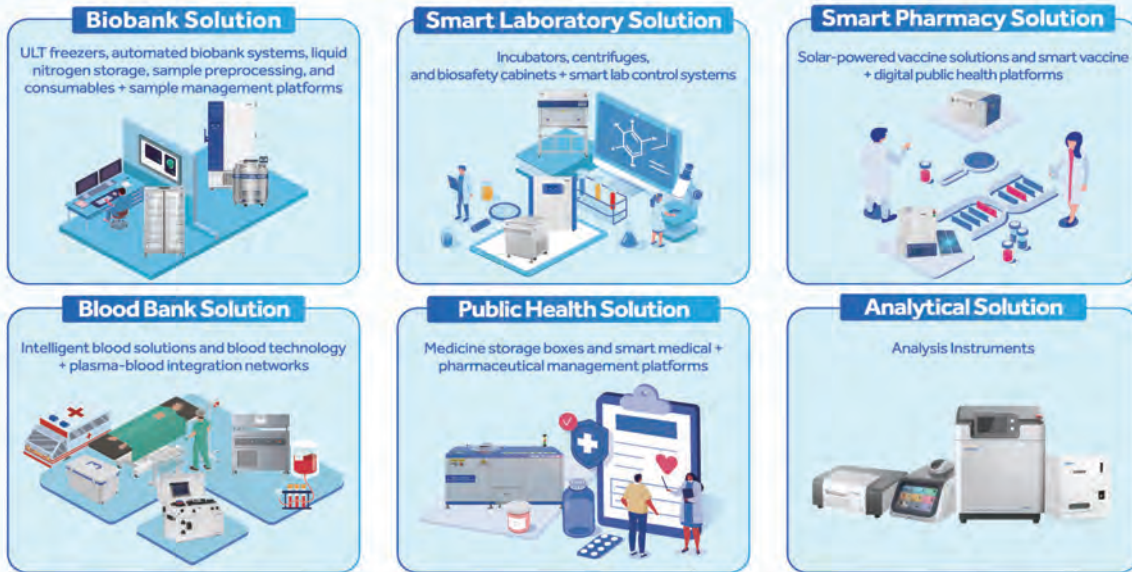 Biobank Solution
ULT freezers, automated biobank systems, liquid
nitrogen storage, sample preprocessing, and
consumables + sample management platforms
Smart Laboratory Solution
Incubators, centrifuges,
and biosafety cabinets + smart lab control systems
Smart Pharmacy Solution
Solar-powered vaccine solutions and smart vaccine
+ digital public health platforms
Blood Bank Solution
Intelligent blood solutions and blood technology
+ plasma-blood integration networks
Public Health Solution
Medicine storage boxes and smart medical +
pharmaceutical management platforms
Analytical Solution
Analysis Instruments